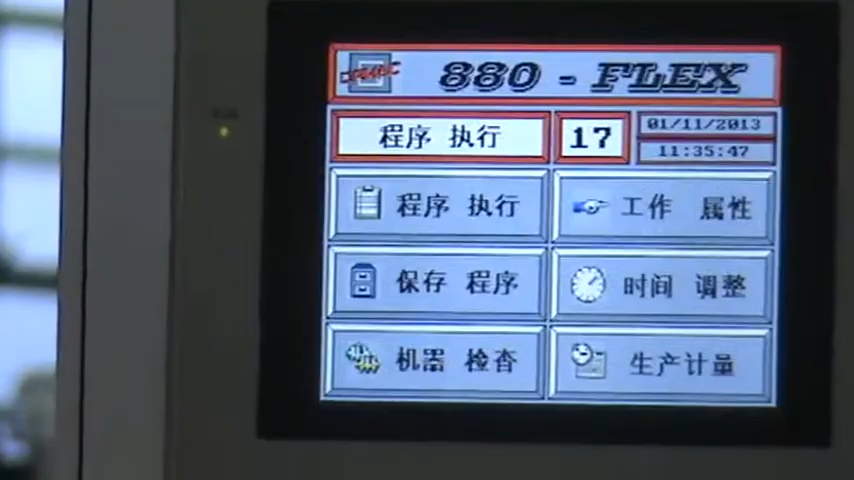 880 - FLEX
程序 执行
17
01/11/2013
11:35:47
程序 执行
工作 属性
保存 程序
时间 调整
机器 检查
生产计量